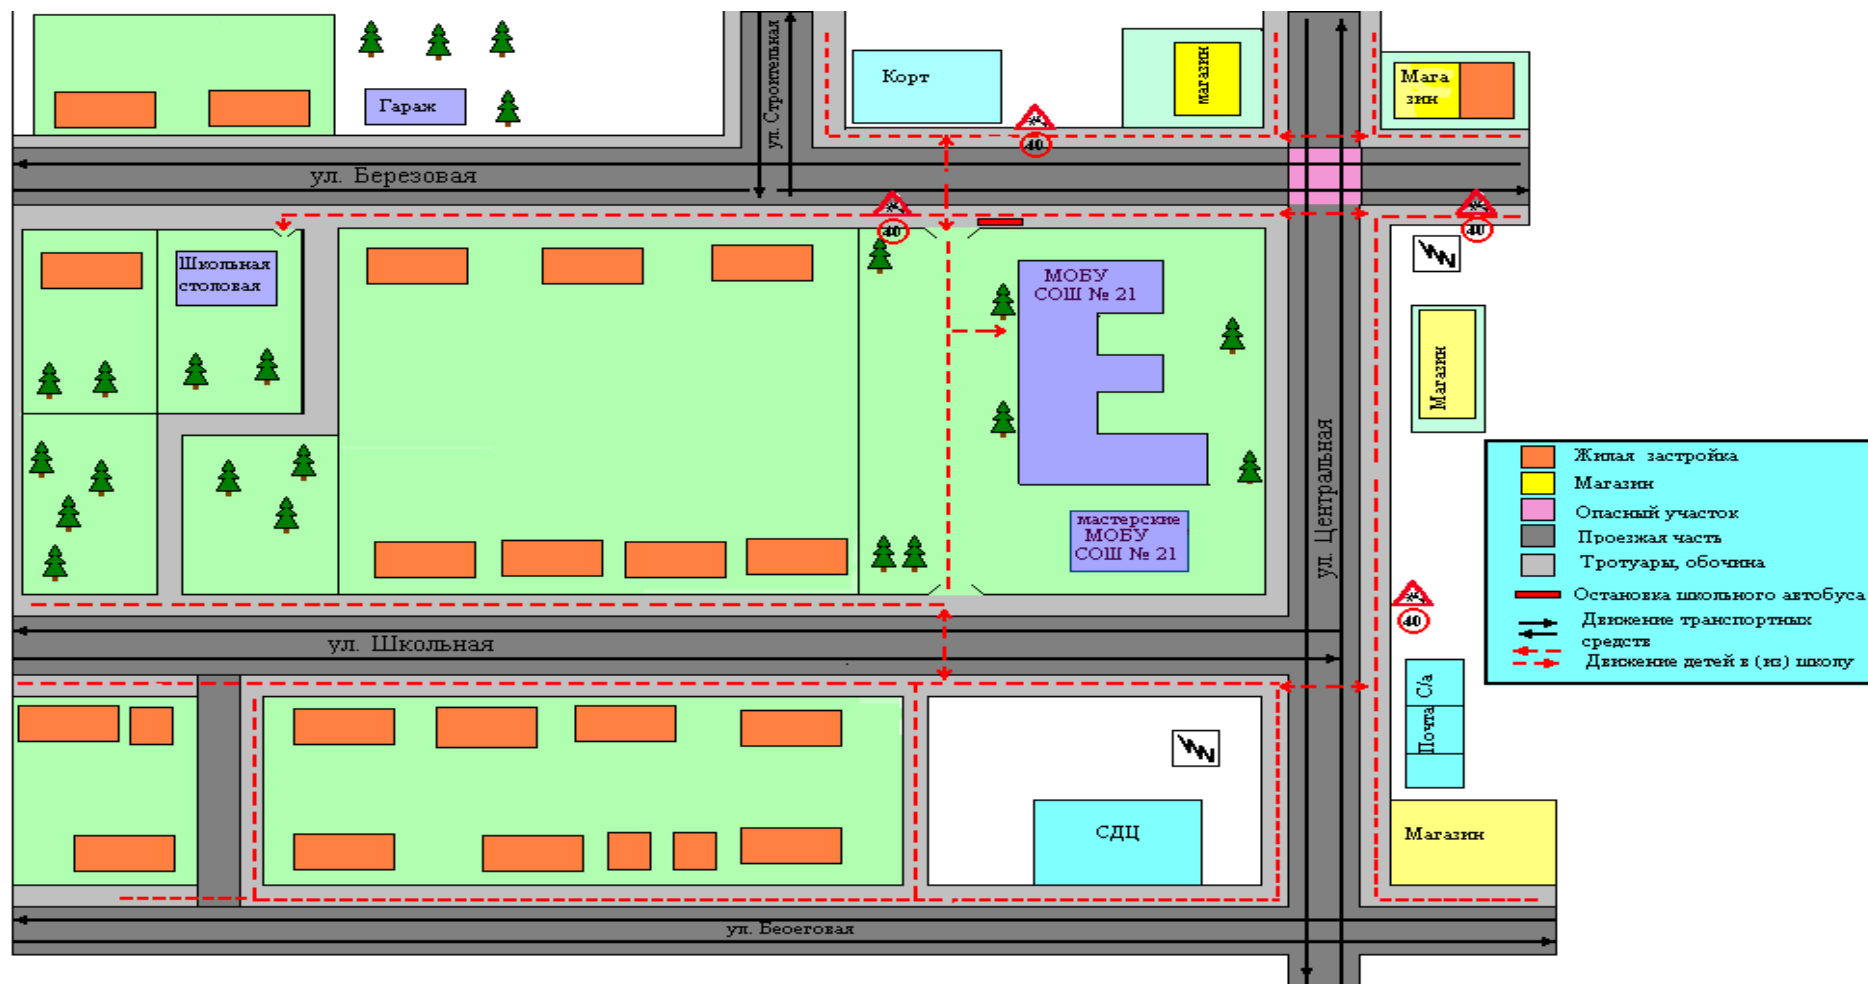 ул. Строительная
Корт
магазин
Мага
зин
Гараж
40
ул. Березовая
40
40
Школьная
столовая
МОБУ
СОШ № 21
Магазин
ул. Центральная
Жилая застройка
Магазин
Опасный участок
Проезжая часть
Тротуары, обочина
Остановка школьного автобуса
Движение транспортных
средств
Движение детей в (из) школу
мастерские
МОБУ
СОШ № 21
40
ул. Школьная
С/а
Почта
СДЦ
Магазин
ул. Беоеговая